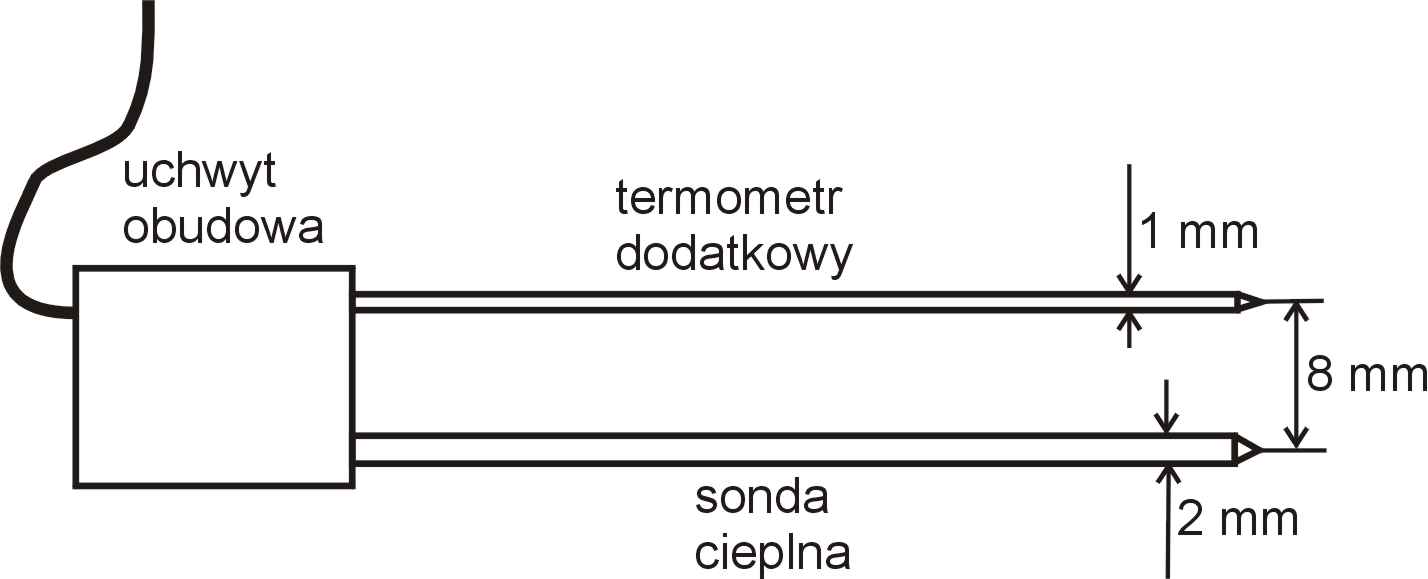 uchwyt
obudowa
termometr
dodatkowy
1 mm
8 mm
sonda
cieplna
2 mm